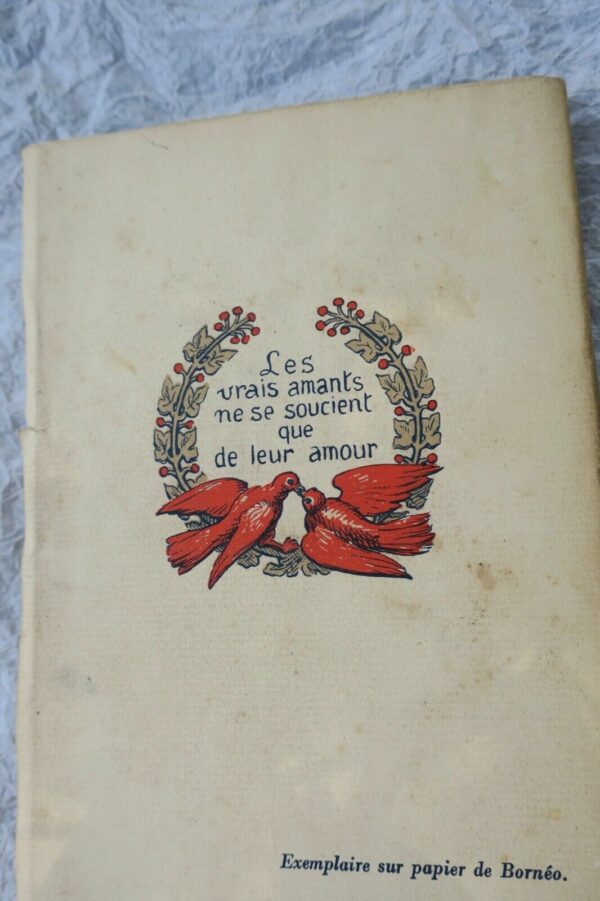 Les
vrais amants
ne se soucient
que
de leur amour
Exemplaire sur papier de Bornéo.